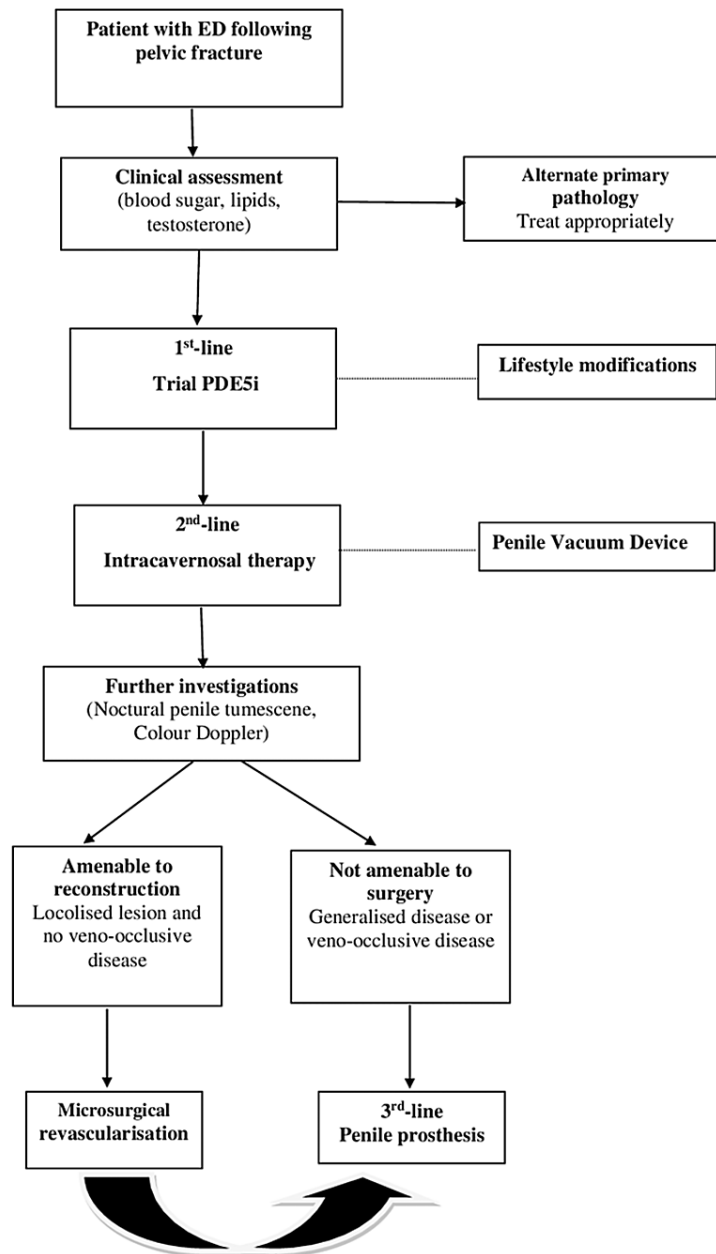 Patient with ED following
pelvic fracture
Clinical assessment
(blood sugar, lipids,
testosterone)
Alternate primary
pathology
Treat appropriately
1st-line
Trial PDE5i
Lifestyle modifications
2nd-line
Intracavernosal therapy
Penile Vacuum Device
Further investigations
(Noctural penile tumescene,
Colour Doppler)
Amenable to
reconstruction
Locolised lesion and
no veno-occlusive
disease
Not amenable to
surgery
Generalised disease or
veno-occlusive disease
Microsurgical
revascularisation
3rd-line
Penile prosthesis